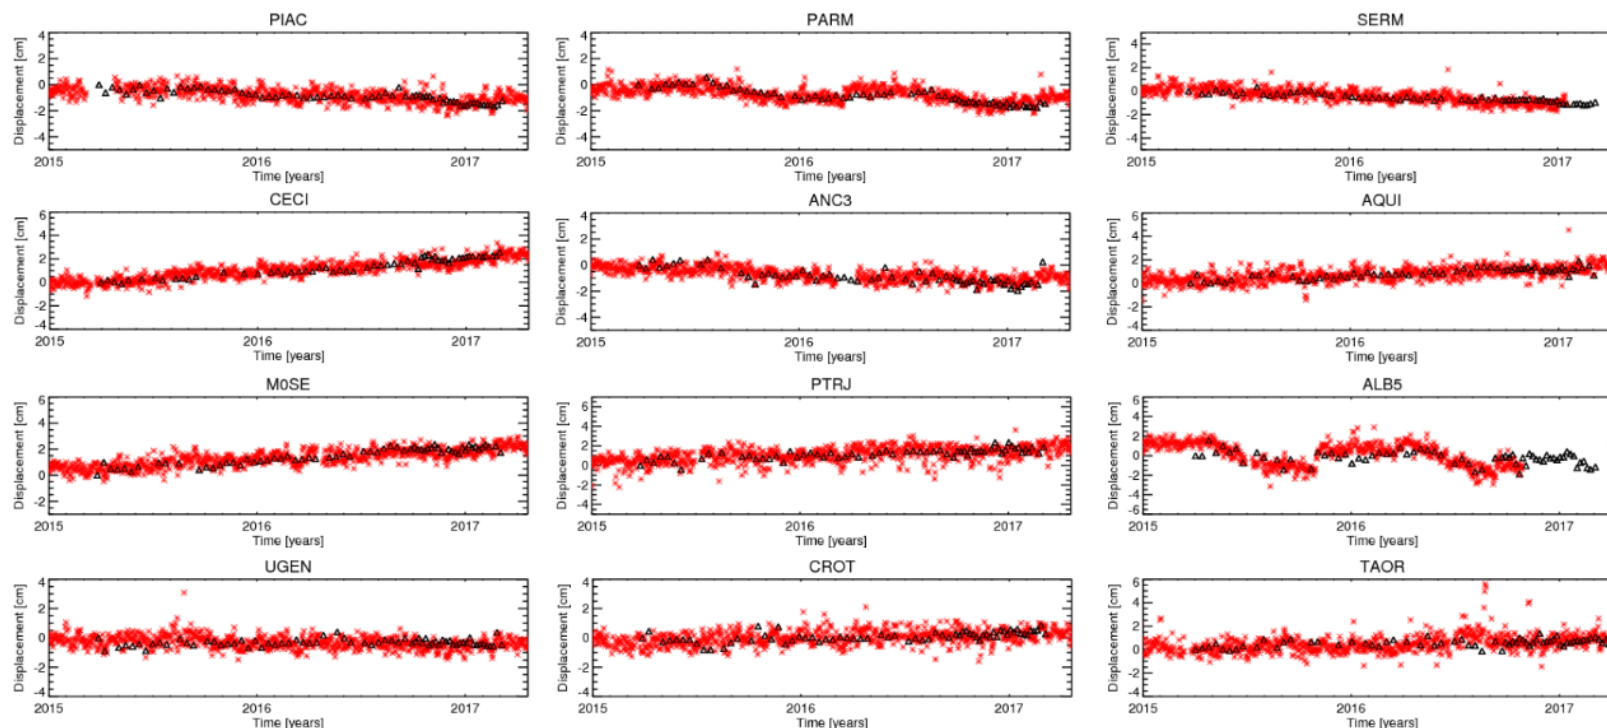 PIAC PARM SERM
Displacement [cm] 4 2 0 -2 -4 Displacement [cm] 4 2 0 -2 -4 Displacement [cm] 4 2 0 -2 -4
2015 2016 2017 2015 2016 2017 2015 2016 2017
Time [years] Time [years] Time [years]
CECI ANC3 AQUI
Displacement [cm] 6 4 2 0 -2 -4 Displacement [cm] 4 2 0 -2 -4 Displacement [cm] 6 4 2 0 -2 -4
2015 2016 2017 2015 2016 2017 2015 2016 2017
Time [years] Time [years] Time [years]
M0SE PTRJ ALB5
Displacement [cm] 6 4 2 0 -2 Displacement [cm] 6 4 2 0 -2 -4 Displacement [cm] 6 4 2 0 -2 -4 -6
2015 2016 2017 2015 2016 2017 2015 2016 2017
Time [years] Time [years] Time [years]
UGEN CROT TAOR
Displacement [cm] 4 2 0 -2 -4 Displacement [cm] 4 2 0 -2 -4 Displacement [cm] 6 4 2 0 -2 -4
2015 2016 2017 2015 2016 2017 2015 2016 2017
Time [years] Time [years] Time [years]